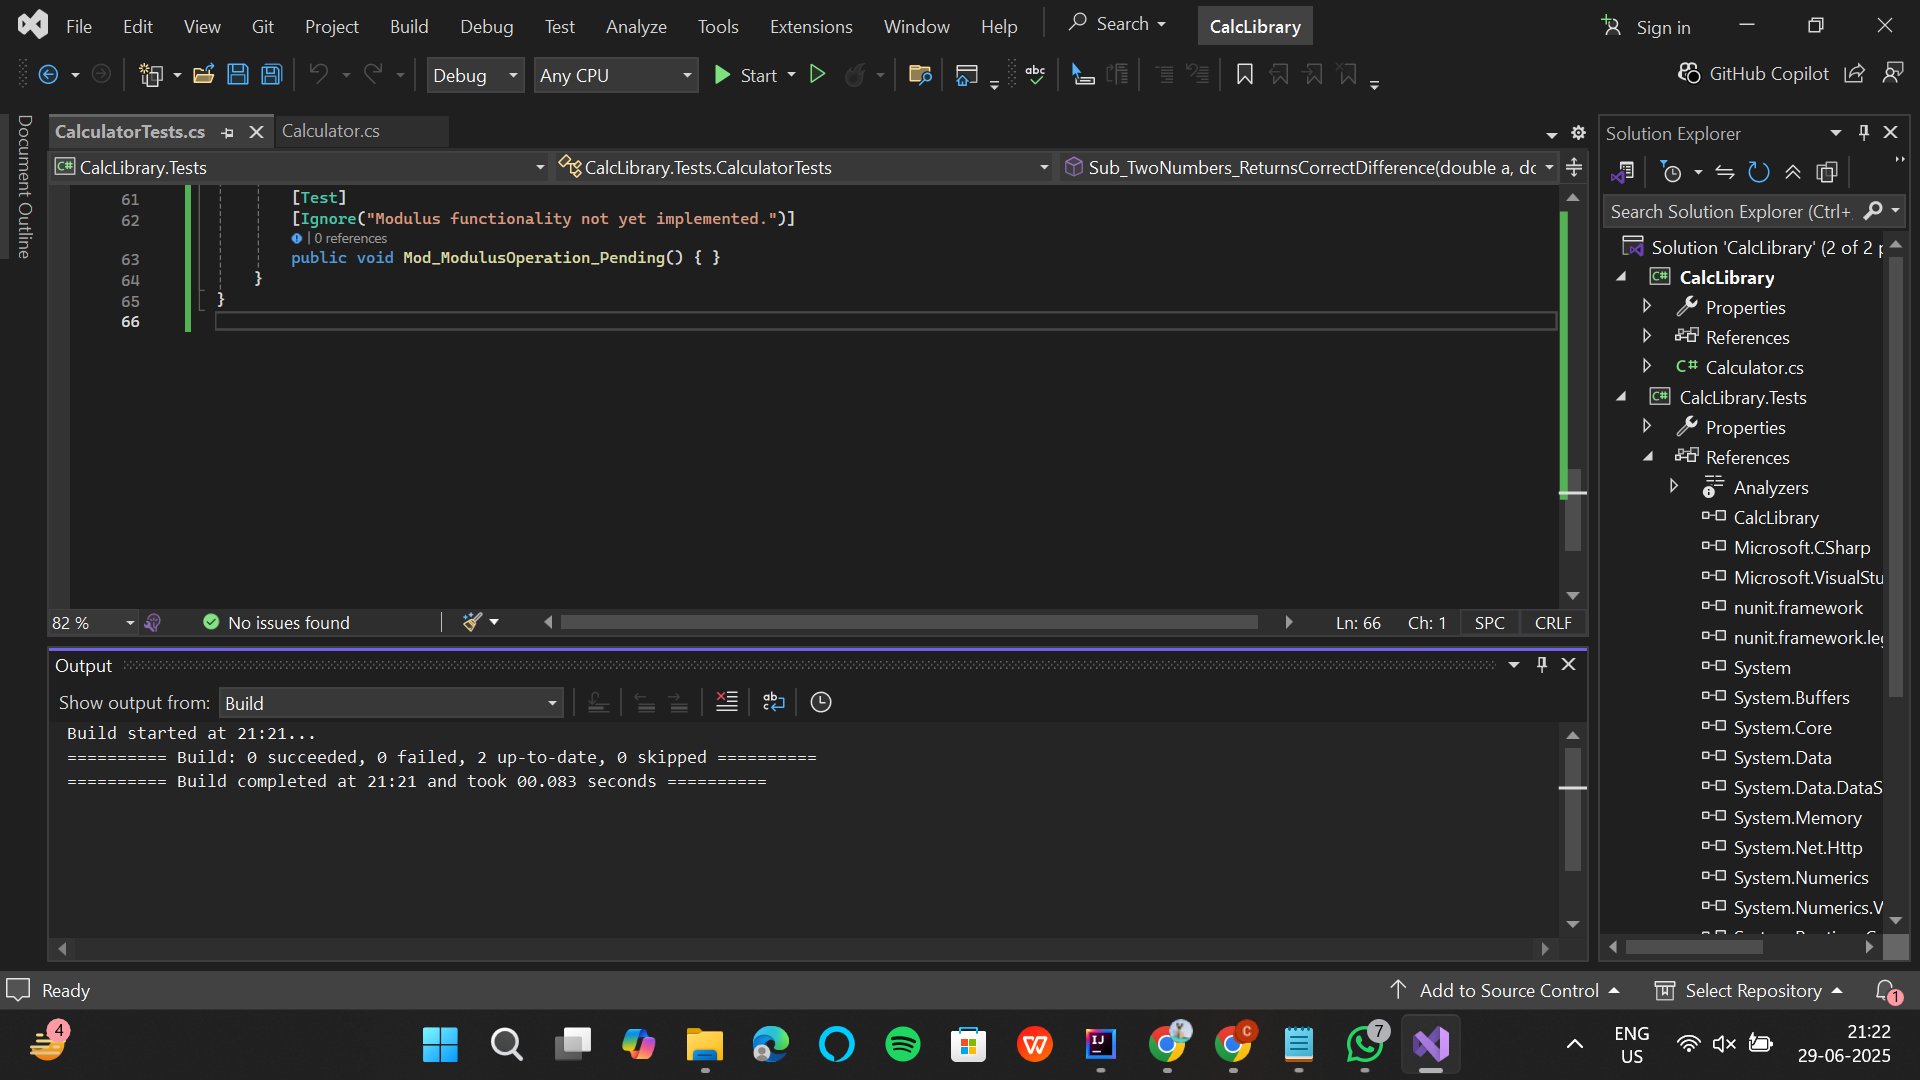 File Edit View Git Project Build Debug Test Analyze Tools Extensions Window Help Search CalcLibrary Sign in
Debug Any CPU Start GitHub Copilot
Document Outline
CalculatorTests.cs Calculator.cs
CalcLibrary.Tests CalcLibrary.Tests.CalculatorTests Sub_TwoNumbers_ReturnsCorrectDifference(double a, dc
61 [Test]
62 [Ignore("Modulus functionality not yet implemented.")]
0 references
63 public void Mod_ModulusOperation_Pending() { }
64 }
65 }
66
82 % No issues found Ln: 66 Ch: 1 SPC CRLF
Output
Show output from: Build
Build started at 21:21...
========== Build: 0 succeeded, 0 failed, 2 up-to-date, 0 skipped ==========
========== Build completed at 21:21 and took 00.083 seconds ==========
Solution Explorer
Search Solution Explorer (Ctrl+
Solution 'CalcLibrary' (2 of 2 p
CalcLibrary
Properties
References
C# Calculator.cs
CalcLibrary.Tests
Properties
References
Analyzers
CalcLibrary
Microsoft.CSharp
Microsoft.VisualStu
nunit.framework
nunit.framework.leg
System
System.Buffers
System.Core
System.Data
System.Data.DataS
System.Memory
System.Net.Http
System.Numerics
System.Numerics.V
Ready Add to Source Control Select Repository 1
4
7
ENG
US
21:22
29-06-2025